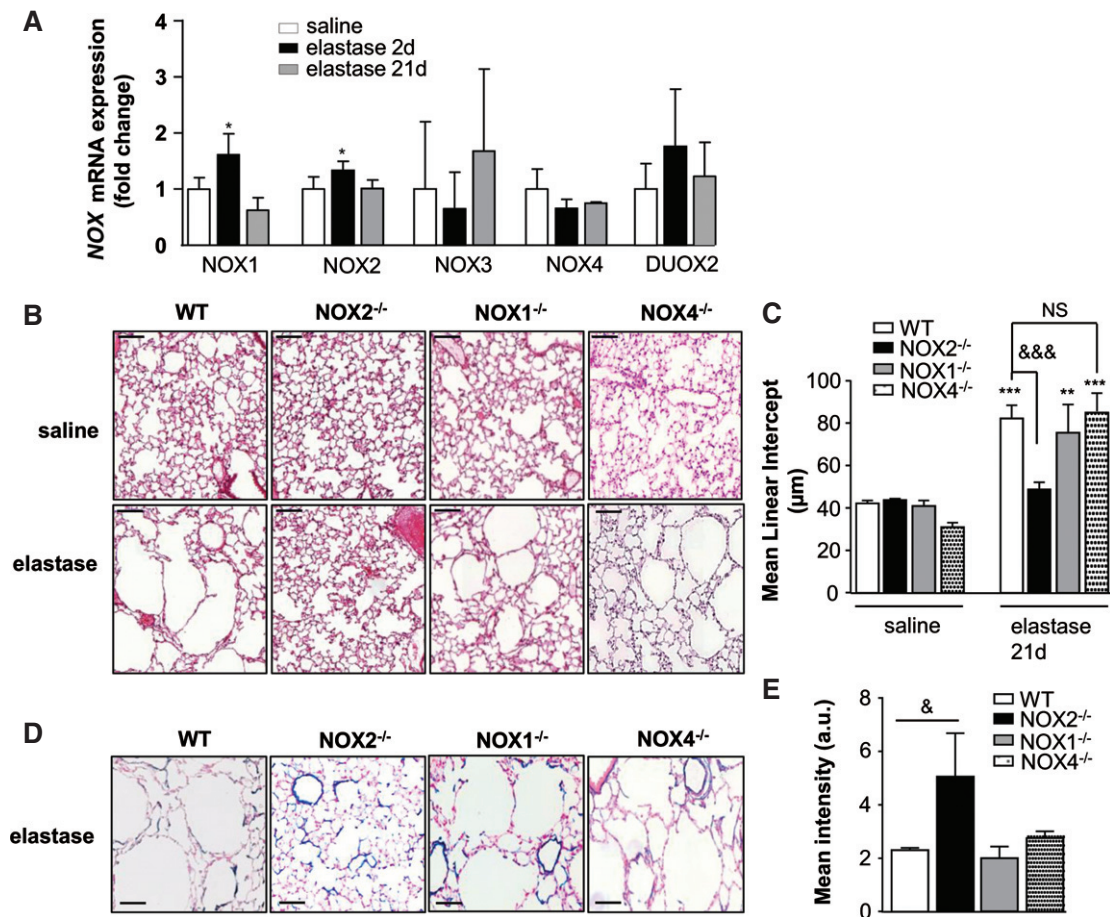 A
NOX mRNA expression
(fold change)
4
3
2
1
0
saline
elastase 2d
elastase 21d
*
*
NOX1
NOX2
NOX3
NOX4
DUOX2
B
WT
NOX2-/-
NOX1-/-
NOX4-/-
saline
elastase
C
WT
NOX2-/-
NOX1-/-
NOX4-/-
NS
&&&
***
**
***
Mean Linear Intercept
(μm)
100
80
60
40
20
0
saline
elastase
21d
D
WT
NOX2-/-
NOX1-/-
NOX4-/-
elastase
E
Mean intensity (a.u.)
8
6
4
2
0
&
WT
NOX2-/-
NOX1-/-
NOX4-/-